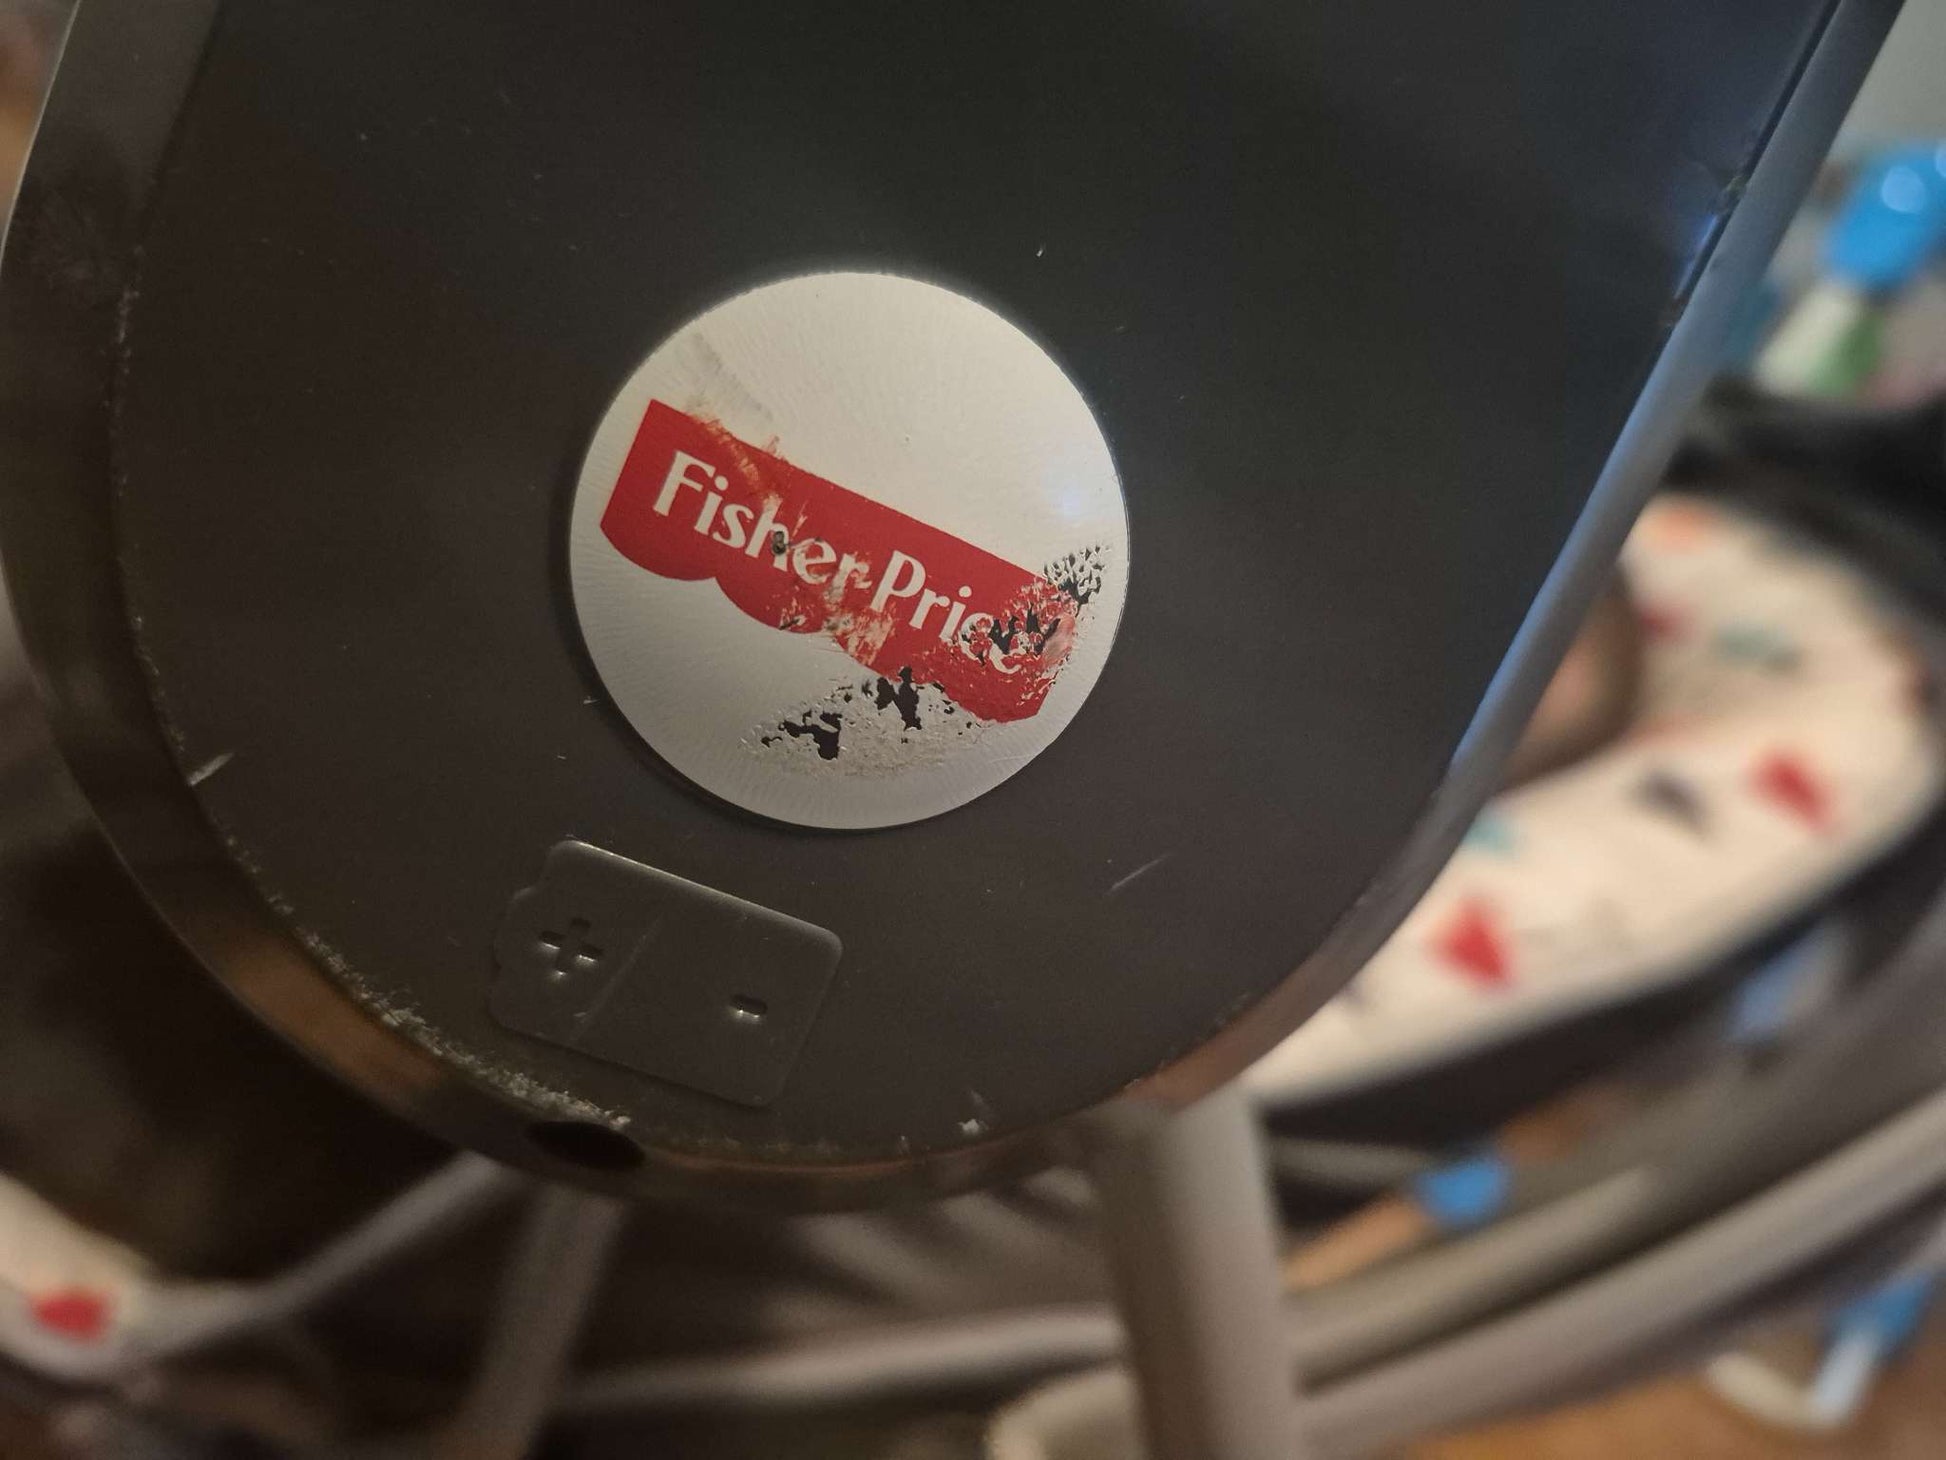 Fisher-Price
+ -